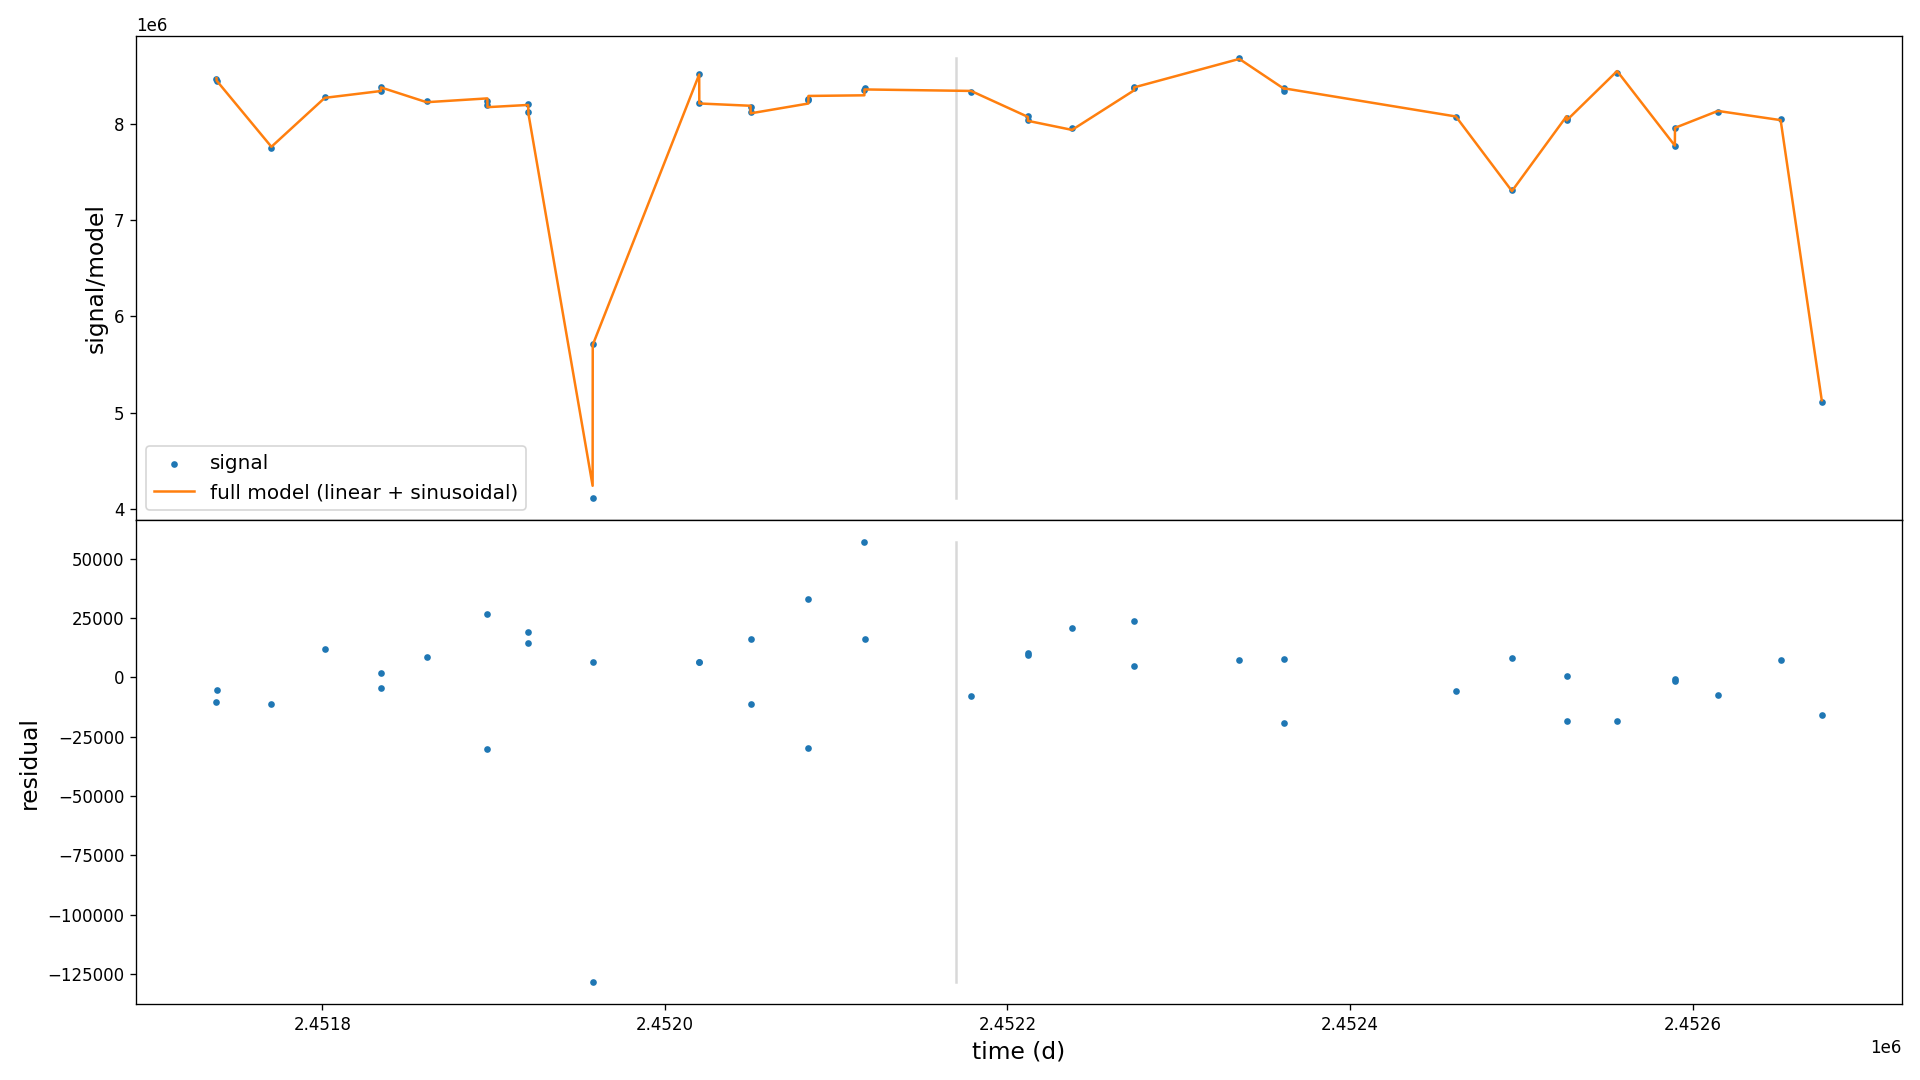 1e6
8
7
6
5
4
signal/model
signal
full model (linear + sinusoidal)
50000
25000
0
−25000
−50000
−75000
−100000
−125000
residual
2.4518
2.4520
2.4522
2.4524
2.4526
time (d)
1e6